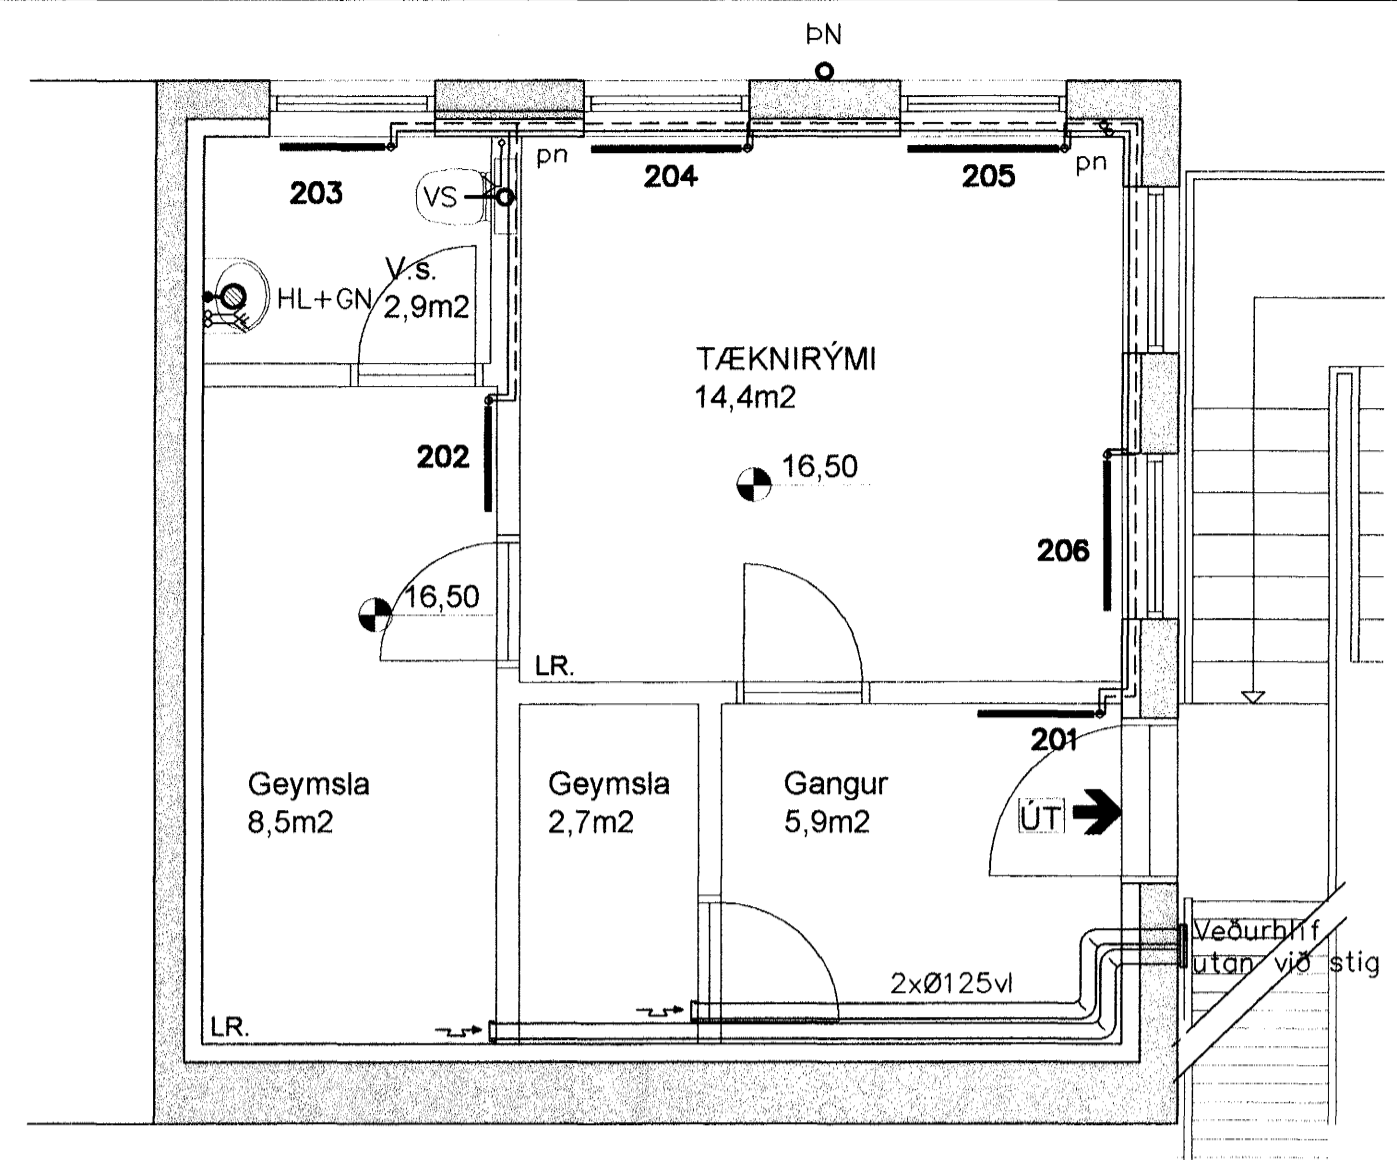 ÞN
pn
204
205
pn
203
VS
V.s.
2,9m2
HL+GN
TÆKNIRÝMI
14,4m2
16,50
202
206
16,50
LR.
201
Geymsla
8,5m2
Geymsla
2,7m2
Gangur
5,9m2
ÚT
Veðurhlíf
utan við stig
2xØ125vl
LR.